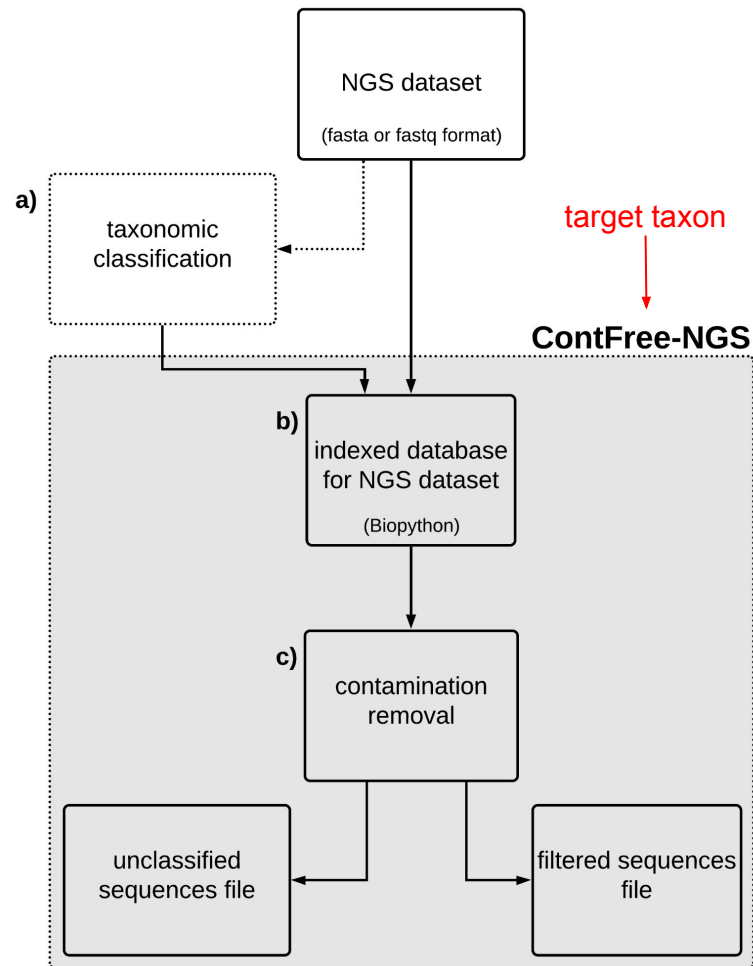 NGS dataset
(fasta or fastq format)
a)
taxonomic
classification
target taxon
ContFree-NGS
b)
indexed database
for NGS dataset
(Biopython)
c)
contamination
removal
unclassified
sequences file
filtered sequences
file